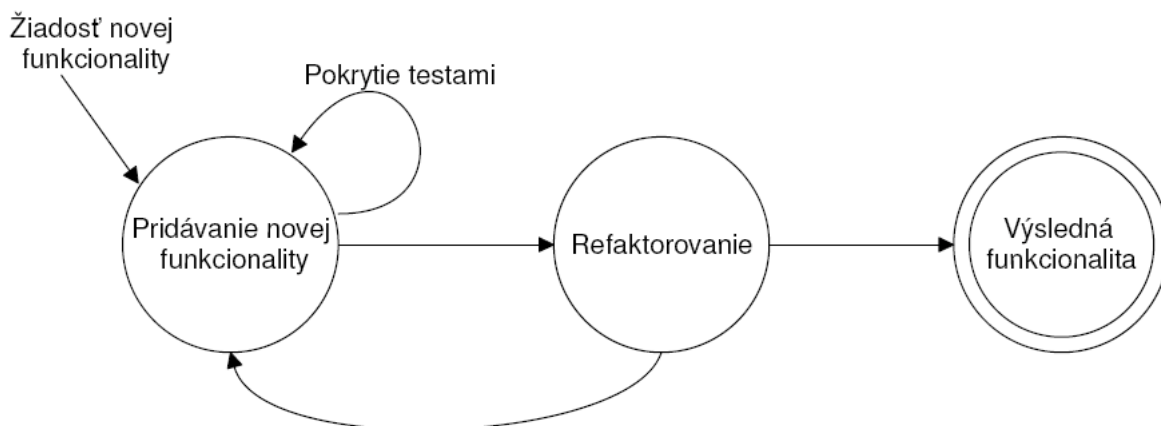 Žiadosť novej
funkcionality
Pokrytie testami
Pridávanie novej
funkcionality
Refaktorovanie
Výsledná
funkcionalita